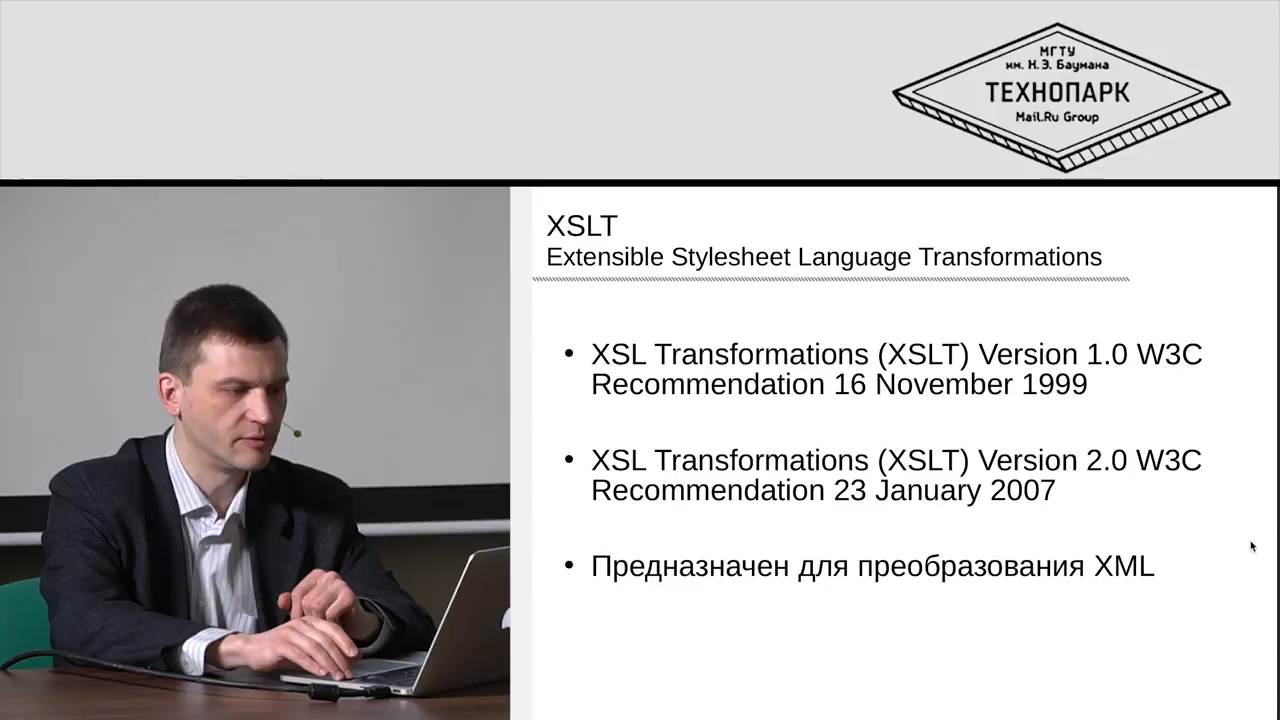 МГТУ
им. Н.Э. Баумана
ТЕХНОПАРК
Mail.Ru Group
XSLT
Extensible Stylesheet Language Transformations
• XSL Transformations (XSLT) Version 1.0 W3C
Recommendation 16 November 1999
• XSL Transformations (XSLT) Version 2.0 W3C
Recommendation 23 January 2007
• Предназначен для преобразования XML